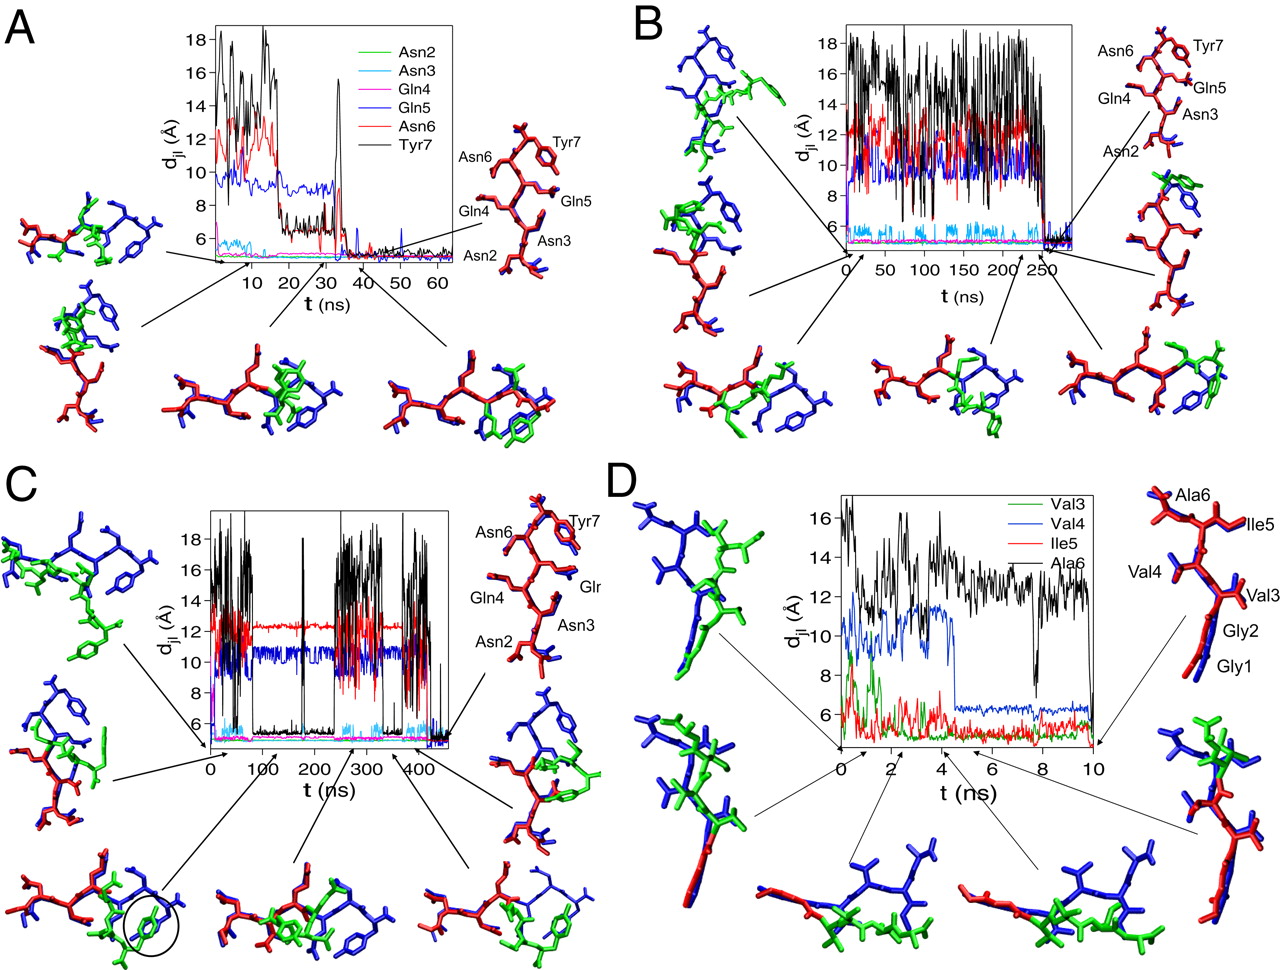 A
18
16
14
12
10
8
6
d_jl (Å)
Asn2
Asn3
Gln4
Gln5
Asn6
Tyr7
10 20 30 40 50 60
t (ns)
Asn6
Tyr7
Gln4
Gln5
Asn3
Asn2
B
18
16
14
12
10
8
6
d_jl (Å)
0 50 100 150 200 250
t (ns)
Asn6
Tyr7
Gln4
Gln5
Asn3
Asn2
C
18
16
14
12
10
8
6
d_jl (Å)
0 100 200 300 400
t (ns)
Asn6
Tyr7
Gln4
Glr
Asn3
Asn2
D
16
14
12
10
8
6
d_jl (Å)
Val3
Val4
Ile5
Ala6
0 2 4 6 8 10
t (ns)
Ala6
Ile5
Val4
Val3
Gly2
Gly1